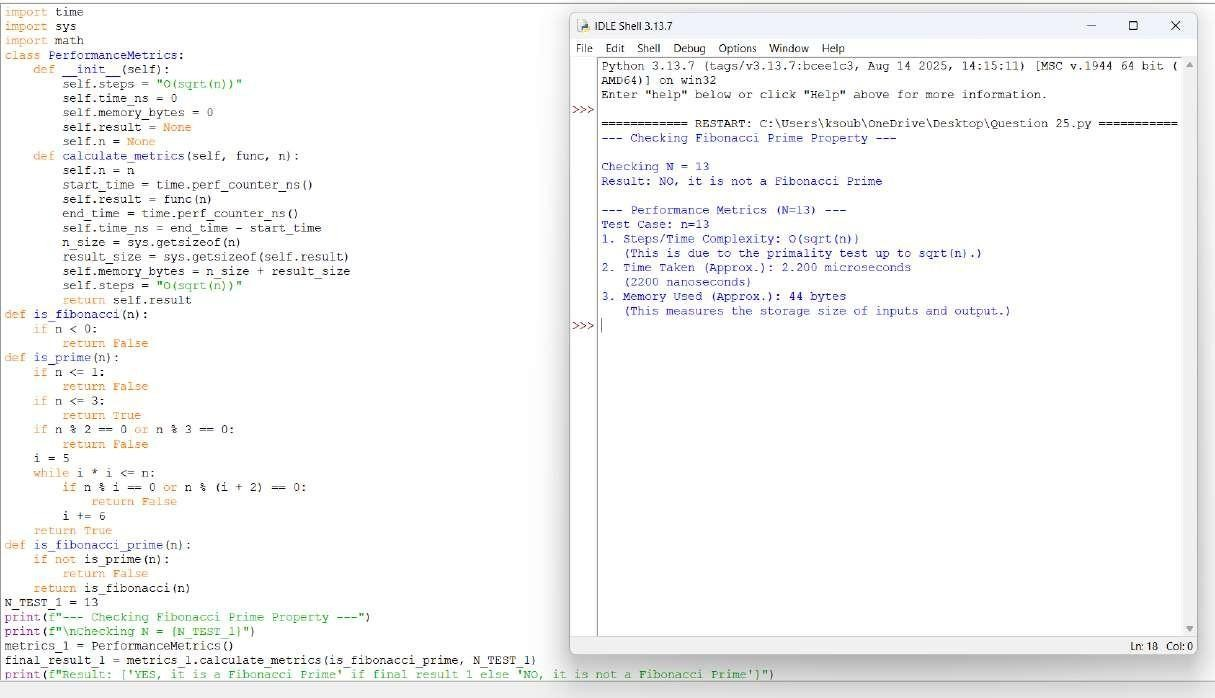 import time
import sys
import math
class PerformanceMetrics:
    def __init__(self):
        self.steps = "O(sqrt(n))"
        self.time_ns = 0
        self.memory_bytes = 0
        self.result = None
        self.n = None
    def calculate_metrics(self, func, n):
        self.n = n
        start_time = time.perf_counter_ns()
        self.result = func(n)
        end_time = time.perf_counter_ns()
        self.time_ns = end_time - start_time
        n_size = sys.getsizeof(n)
        result_size = sys.getsizeof(self.result)
        self.memory_bytes = n_size + result_size
        self.steps = "O(sqrt(n))"
        return self.result
def is_fibonacci(n):
    if n < 0:
        return False
def is_prime(n):
    if n <= 1:
        return False
    if n <= 3:
        return True
    if n % 2 == 0 or n % 3 == 0:
        return False
    i = 5
    while i * i <= n:
        if n % i == 0 or n % (i + 2) == 0:
            return False
        i += 6
    return True
def is_fibonacci_prime(n):
    if not is_prime(n):
        return False
    return is_fibonacci(n)
N_TEST_1 = 13
print(f"--- Checking Fibonacci Prime Property ---")
print(f"\nChecking N = {N_TEST_1}")
metrics_1 = PerformanceMetrics()
final_result_1 = metrics_1.calculate_metrics(is_fibonacci_prime, N_TEST_1)
print(f"Result: {'YES, it is a Fibonacci Prime' if final_result_1 else 'NO, it is not a Fibonacci Prime'}")
IDLE Shell 3.13.7
File Edit Shell Debug Options Window Help
Python 3.13.7 (tags/v3.13.7:bcee1c3, Aug 14 2025, 14:15:11) [MSC v.1944 64 bit (
AMD64)] on win32
Enter "help" below or click "Help" above for more information.
>>>
============ RESTART: C:\Users\ksoub\OneDrive\Desktop\Question 25.py ===========
--- Checking Fibonacci Prime Property ---
Checking N = 13
Result: NO, it is not a Fibonacci Prime
--- Performance Metrics (N=13) ---
Test Case: n=13
1. Steps/Time Complexity: O(sqrt(n))
   (This is due to the primality test up to sqrt(n).)
2. Time Taken (Approx.): 2.200 microseconds
   (2200 nanoseconds)
3. Memory Used (Approx.): 44 bytes
   (This measures the storage size of inputs and output.)
>>>
Ln: 18 Col: 0